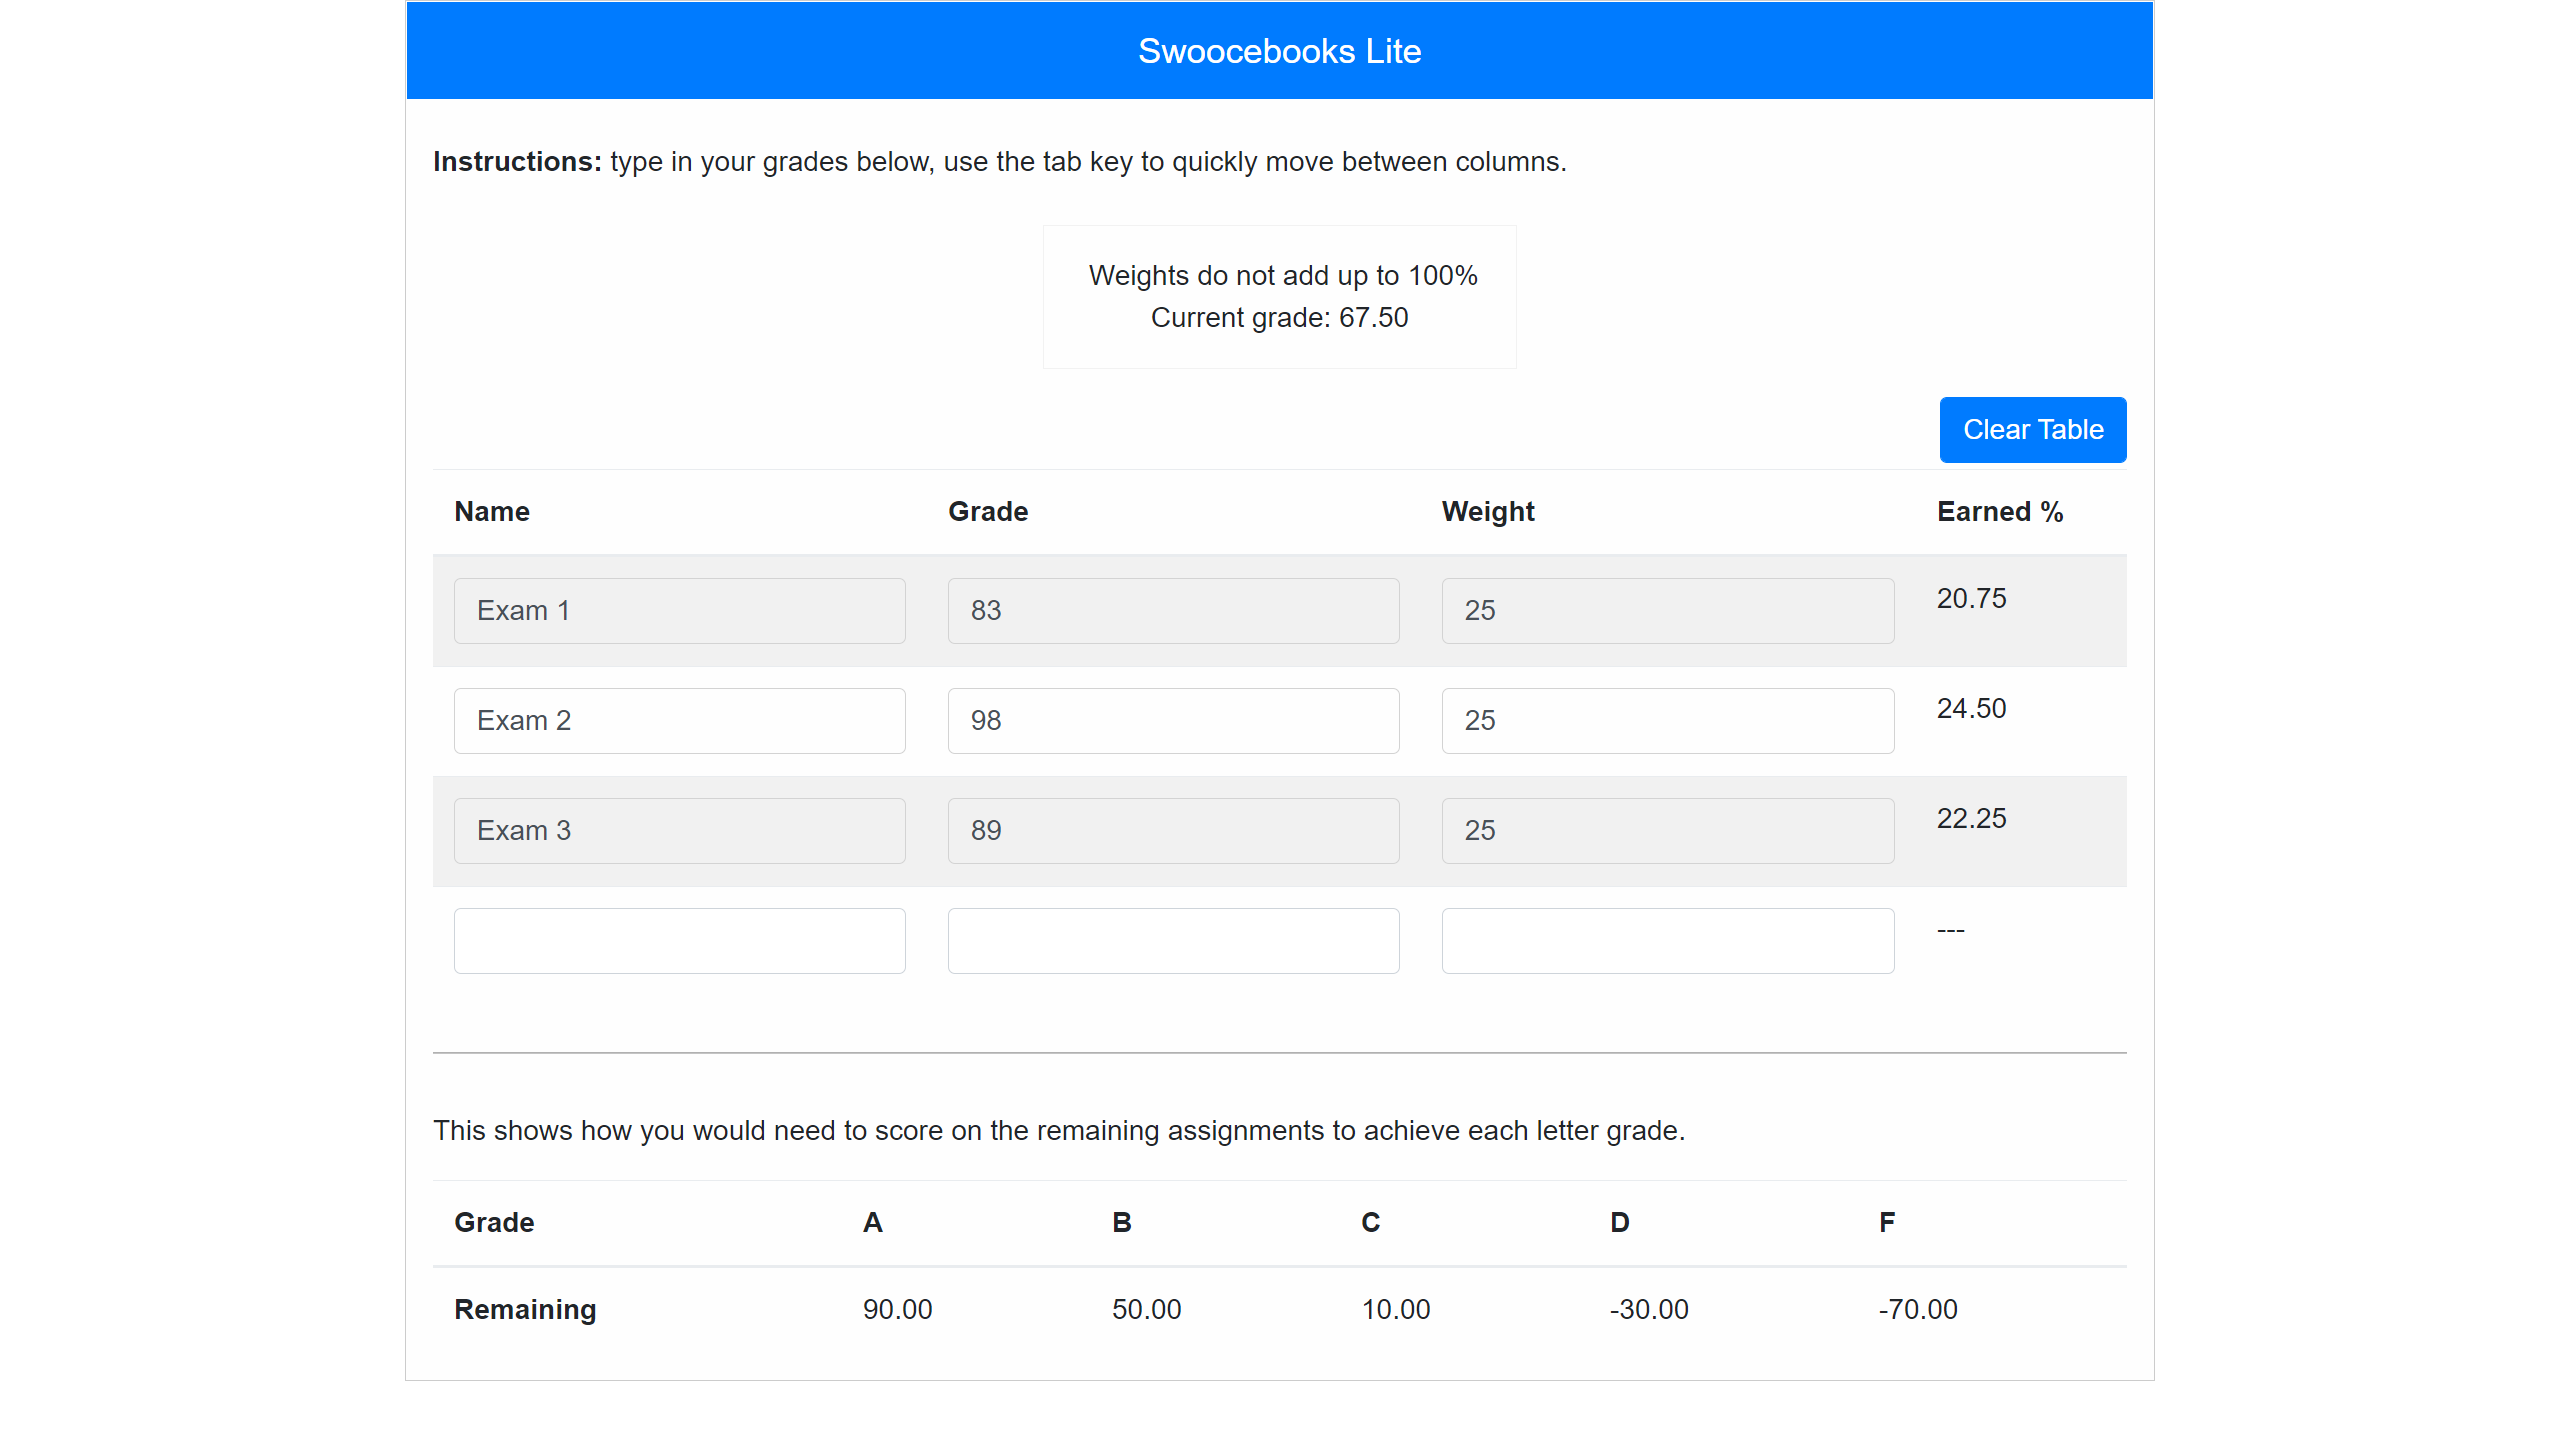 Swoocebooks Lite
Instructions: type in your grades below, use the tab key to quickly move between columns.
Weights do not add up to 100%
Current grade: 67.50
Clear Table
Name Grade Weight Earned %
Exam 1 83 25 20.75
Exam 2 98 25 24.50
Exam 3 89 25 22.25
---
This shows how you would need to score on the remaining assignments to achieve each letter grade.
Grade A B C D F
Remaining 90.00 50.00 10.00 -30.00 -70.00